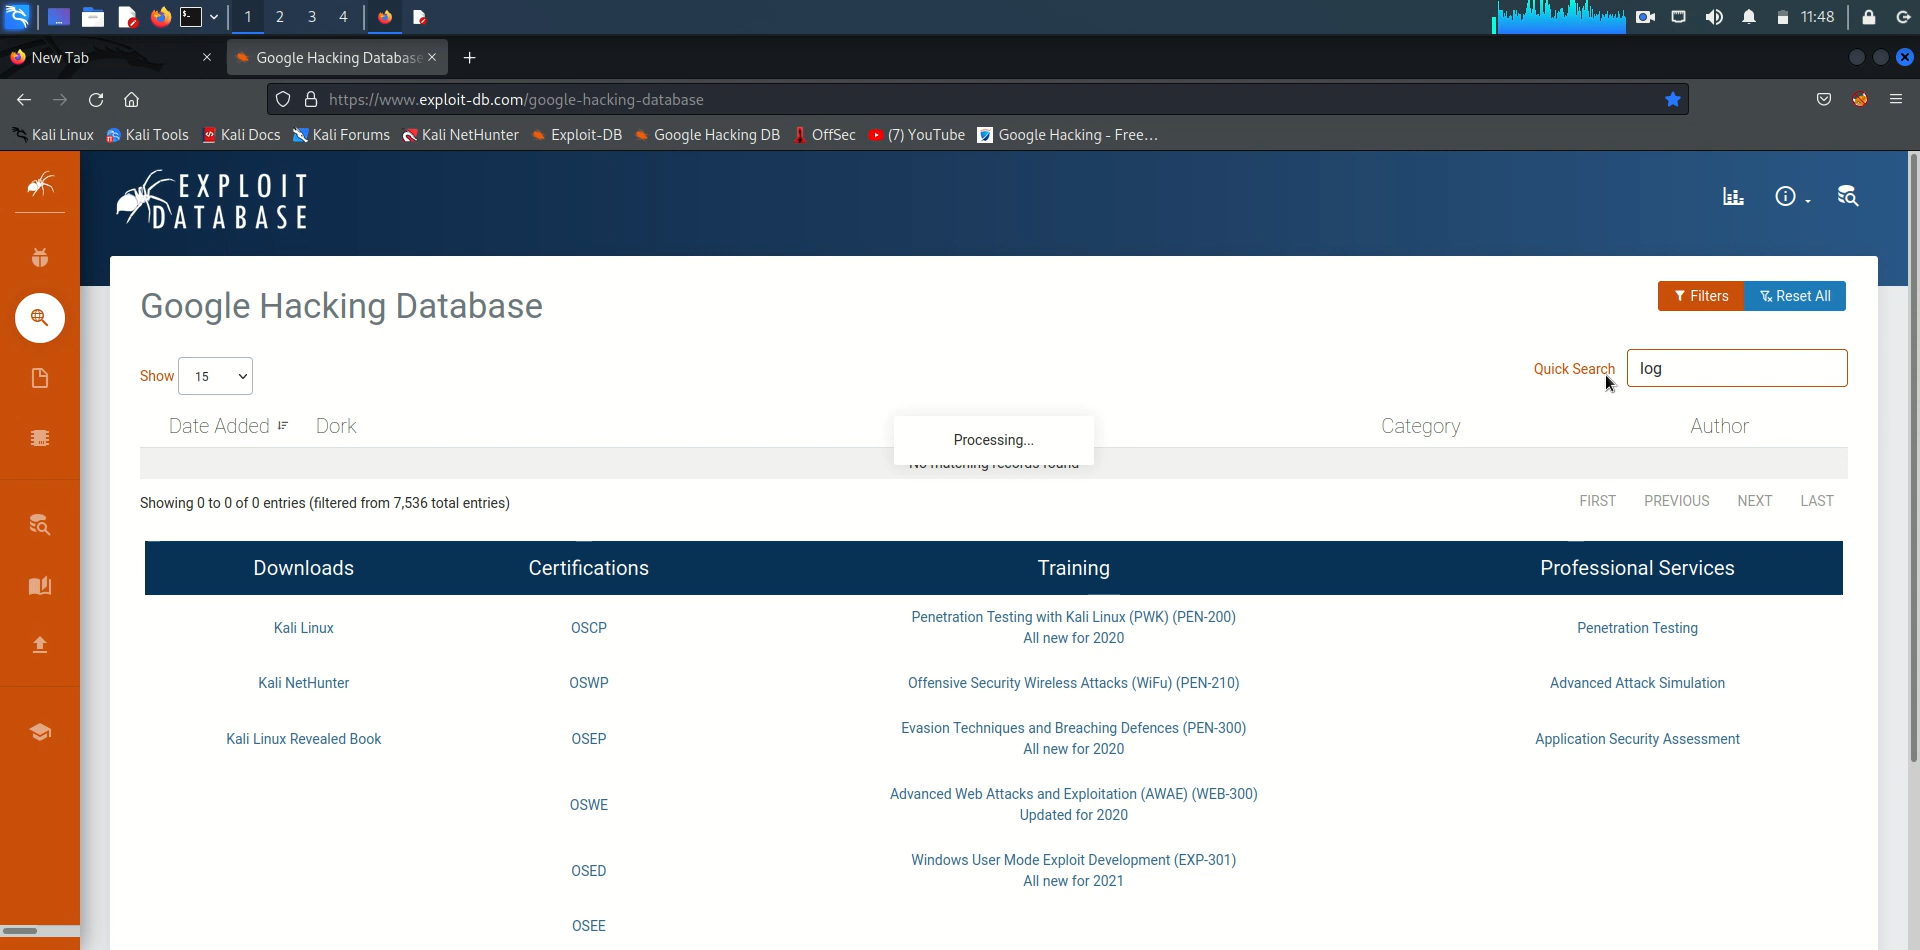 1 2 3 4
11:48
New Tab
Google Hacking Database
https://www.exploit-db.com/google-hacking-database
Kali Linux Kali Tools Kali Docs Kali Forums Kali NetHunter Exploit-DB Google Hacking DB OffSec (7) YouTube Google Hacking - Free...
EXPLOIT
DATABASE
Google Hacking Database
Filters Reset All
Show 15
Quick Search log
Date Added Dork Category Author
Processing...
No matching records found
Showing 0 to 0 of 0 entries (filtered from 7,536 total entries)
FIRST PREVIOUS NEXT LAST
Downloads Certifications Training Professional Services
Kali Linux OSCP Penetration Testing with Kali Linux (PWK) (PEN-200)
All new for 2020
Penetration Testing
Kali NetHunter OSWP Offensive Security Wireless Attacks (WiFu) (PEN-210) Advanced Attack Simulation
Kali Linux Revealed Book OSEP Evasion Techniques and Breaching Defences (PEN-300)
All new for 2020
Application Security Assessment
OSWE Advanced Web Attacks and Exploitation (AWAE) (WEB-300)
Updated for 2020
OSED Windows User Mode Exploit Development (EXP-301)
All new for 2021
OSEE